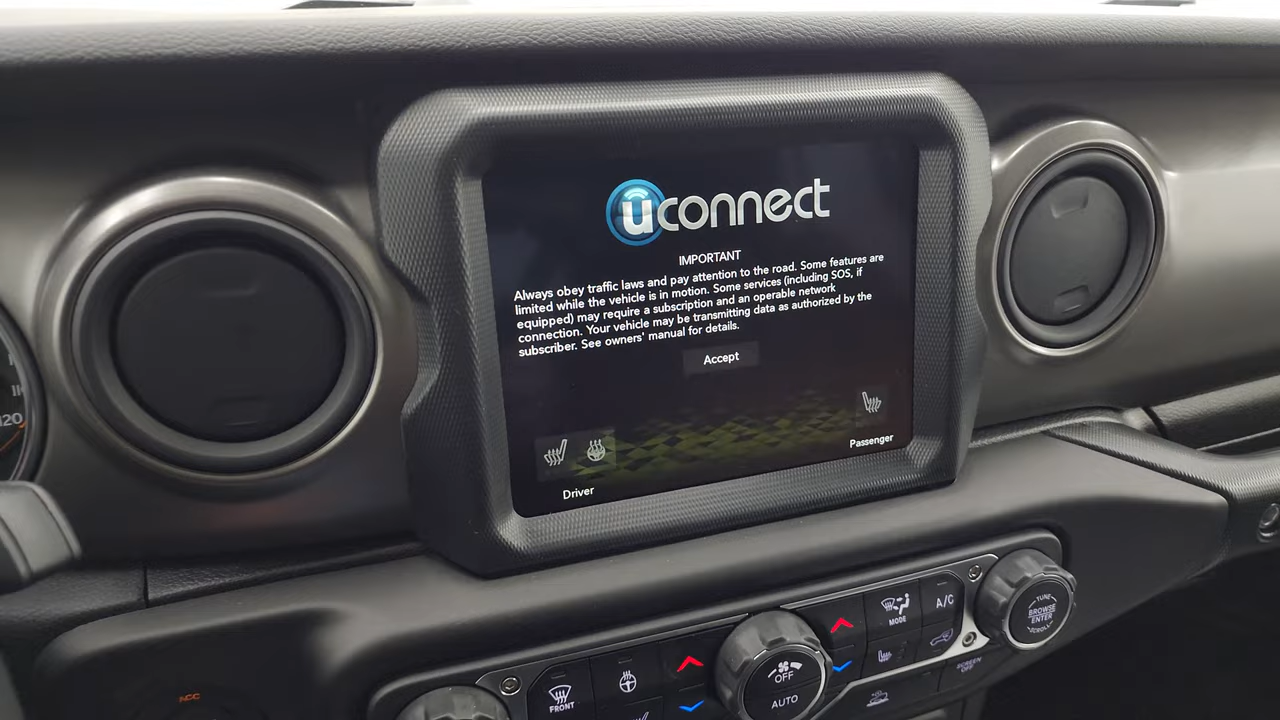 uconnect
IMPORTANT
Always obey traffic laws and pay attention to the road. Some features are
limited while the vehicle is in motion. Some services (including SOS, if
equipped) may require a subscription and an operable network
connection. Your vehicle may be transmitting data as authorized by the
subscriber. See owners' manual for details.
Accept
Passenger
Driver
120
A/C
MODE
TUNE
BROWSE
ENTER
SCROLL
SCREEN
OFF
OFF
AUTO
FRONT